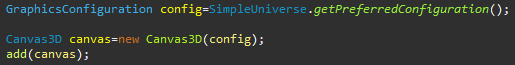 GraphicsConfiguration config=SimpleUniverse.getPreferredConfiguration();
Canvas3D canvas=new Canvas3D(config);
add(canvas);